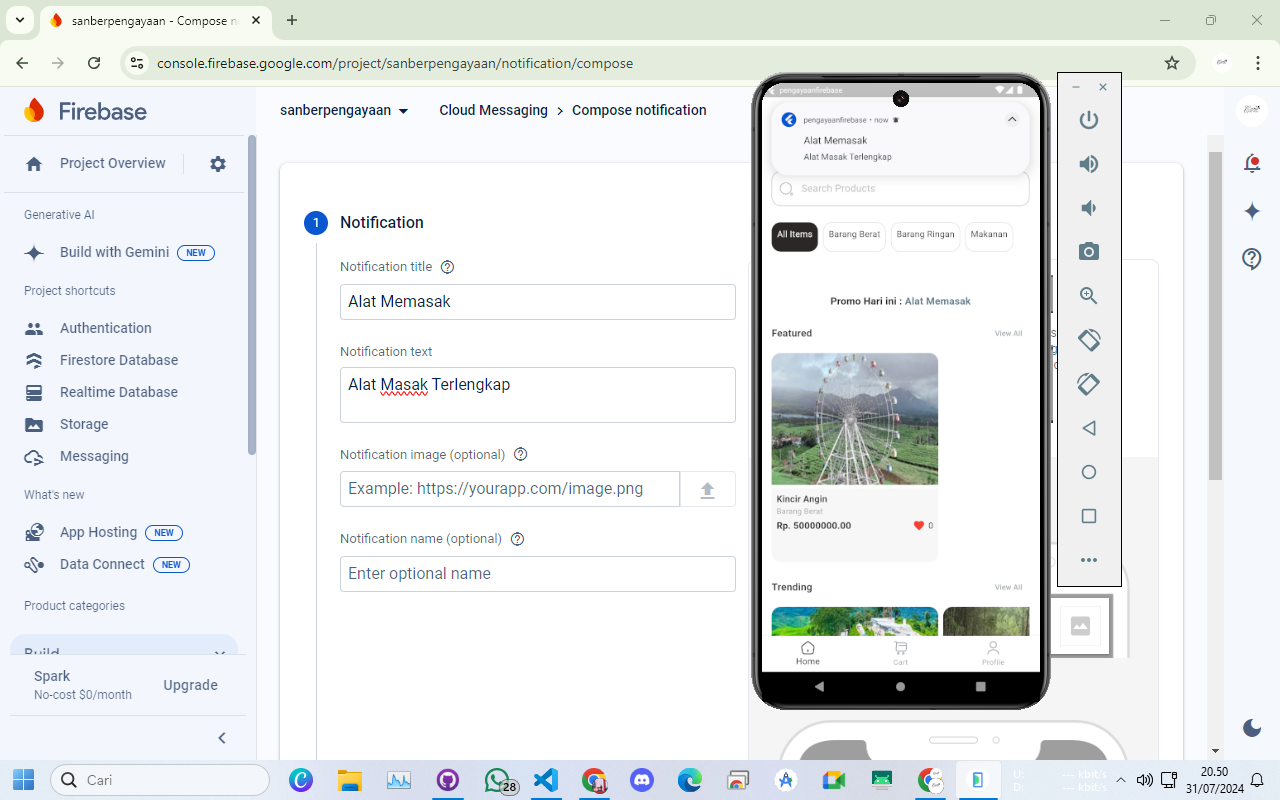 sanberpengayaan - Compose no
console.firebase.google.com/project/sanberpengayaan/notification/compose
Firebase
sanberpengayaan
Cloud Messaging > Compose notification
Project Overview
Generative AI
Build with Gemini NEW
Project shortcuts
Authentication
Firestore Database
Realtime Database
Storage
Messaging
What's new
App Hosting NEW
Data Connect NEW
Product categories
Build
Spark
No-cost $0/month
Upgrade
1 Notification
Notification title
Alat Memasak
Notification text
Alat Masak Terlengkap
Notification image (optional)
Example: https://yourapp.com/image.png
Notification name (optional)
Enter optional name
pengayaanfirebase
pengayaanfirebase • now
Alat Memasak
Alat Masak Terlengkap
Search Products
All Items
Barang Berat
Barang Ringan
Makanan
Promo Hari ini : Alat Memasak
Featured
View All
Kincir Angin
Barang Berat
Rp. 50000000.00
0
Trending
View All
Home
Cart
Profile
Cari
28
U: --- kbit/s
D: --- kbit/s
20.50
31/07/2024